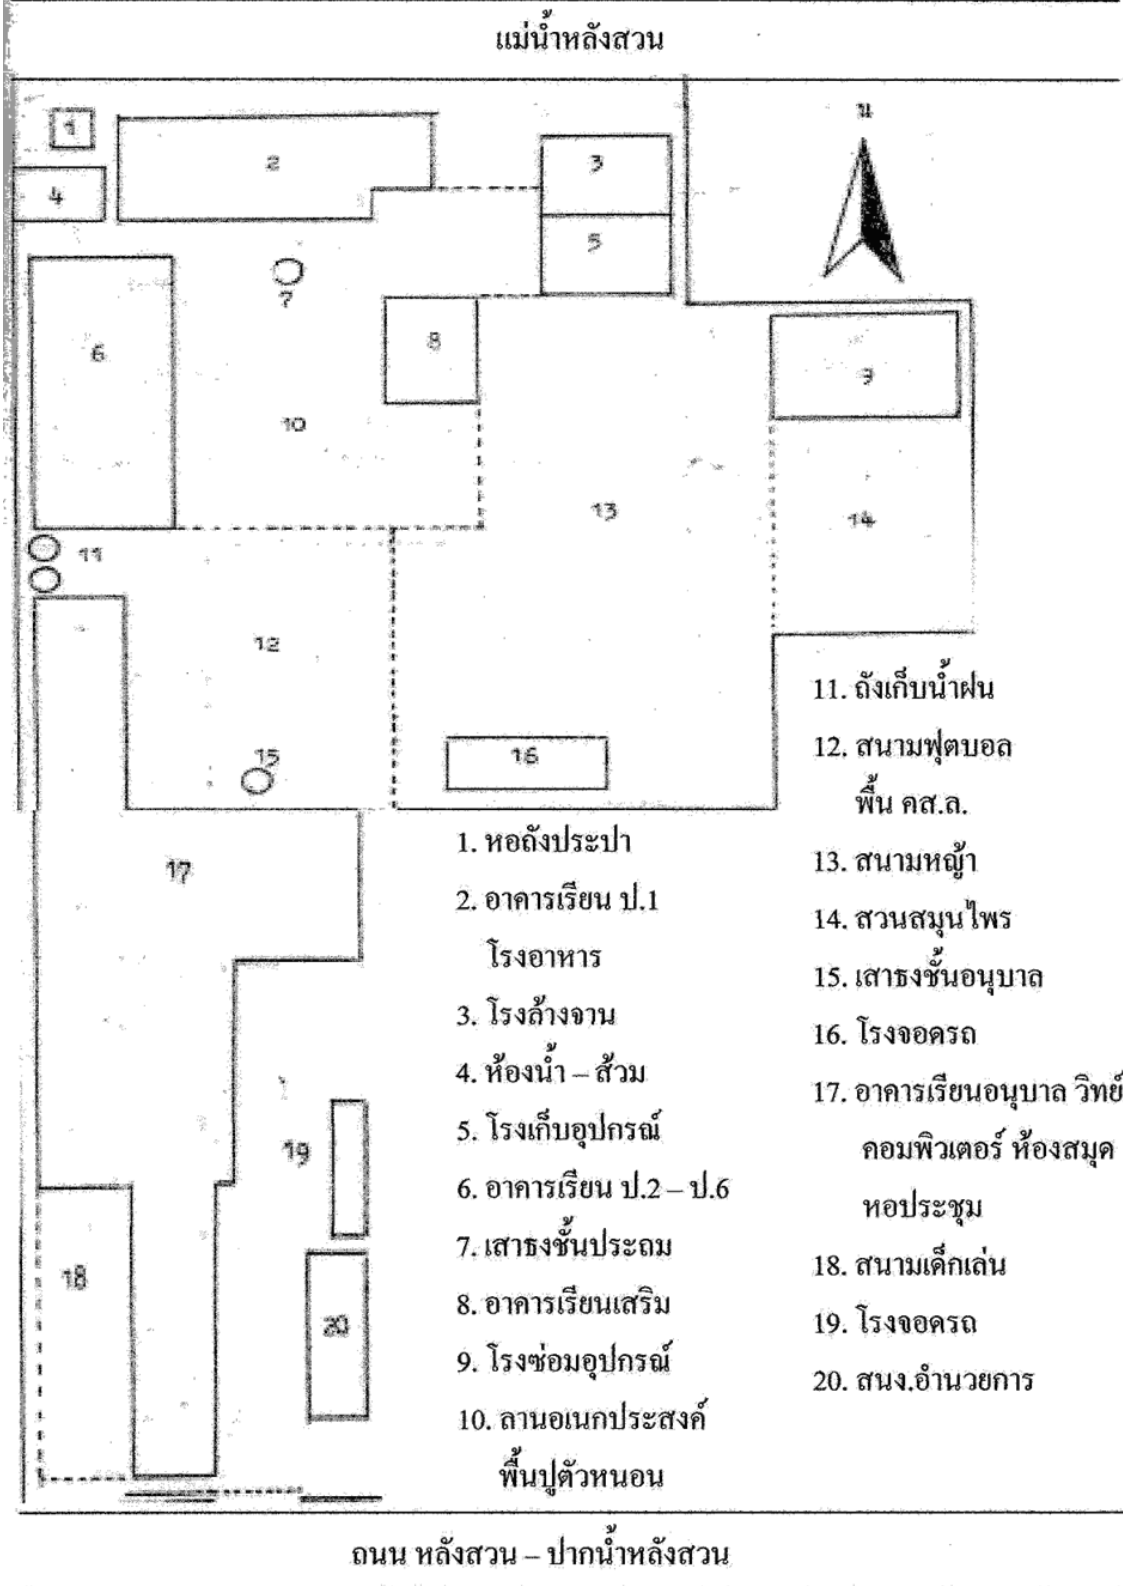 แม่น้ำหลังสวน
น
1
2
3
4
5
7
6
8
9
10
13
14
11
12
15
16
17
19
18
20
11. ถังเก็บน้ำฝน
12. สนามฟุตบอล
พื้น คส.ล.
13. สนามหญ้า
14. สวนสมุนไพร
15. เสาธงชั้นอนุบาล
16. โรงจอดรถ
17. อาคารเรียนอนุบาล วิทย์
คอมพิวเตอร์ ห้องสมุด
หอประชุม
18. สนามเด็กเล่น
19. โรงจอดรถ
20. สนง.อำนวยการ
1. หอถังประปา
2. อาคารเรียน ป.1
โรงอาหาร
3. โรงล้างจาน
4. ห้องน้ำ – ส้วม
5. โรงเก็บอุปกรณ์
6. อาคารเรียน ป.2 – ป.6
7. เสาธงชั้นประถม
8. อาคารเรียนเสริม
9. โรงซ่อมอุปกรณ์
10. ลานอเนกประสงค์
พื้นปูตัวหนอน
ถนน หลังสวน – ปากน้ำหลังสวน